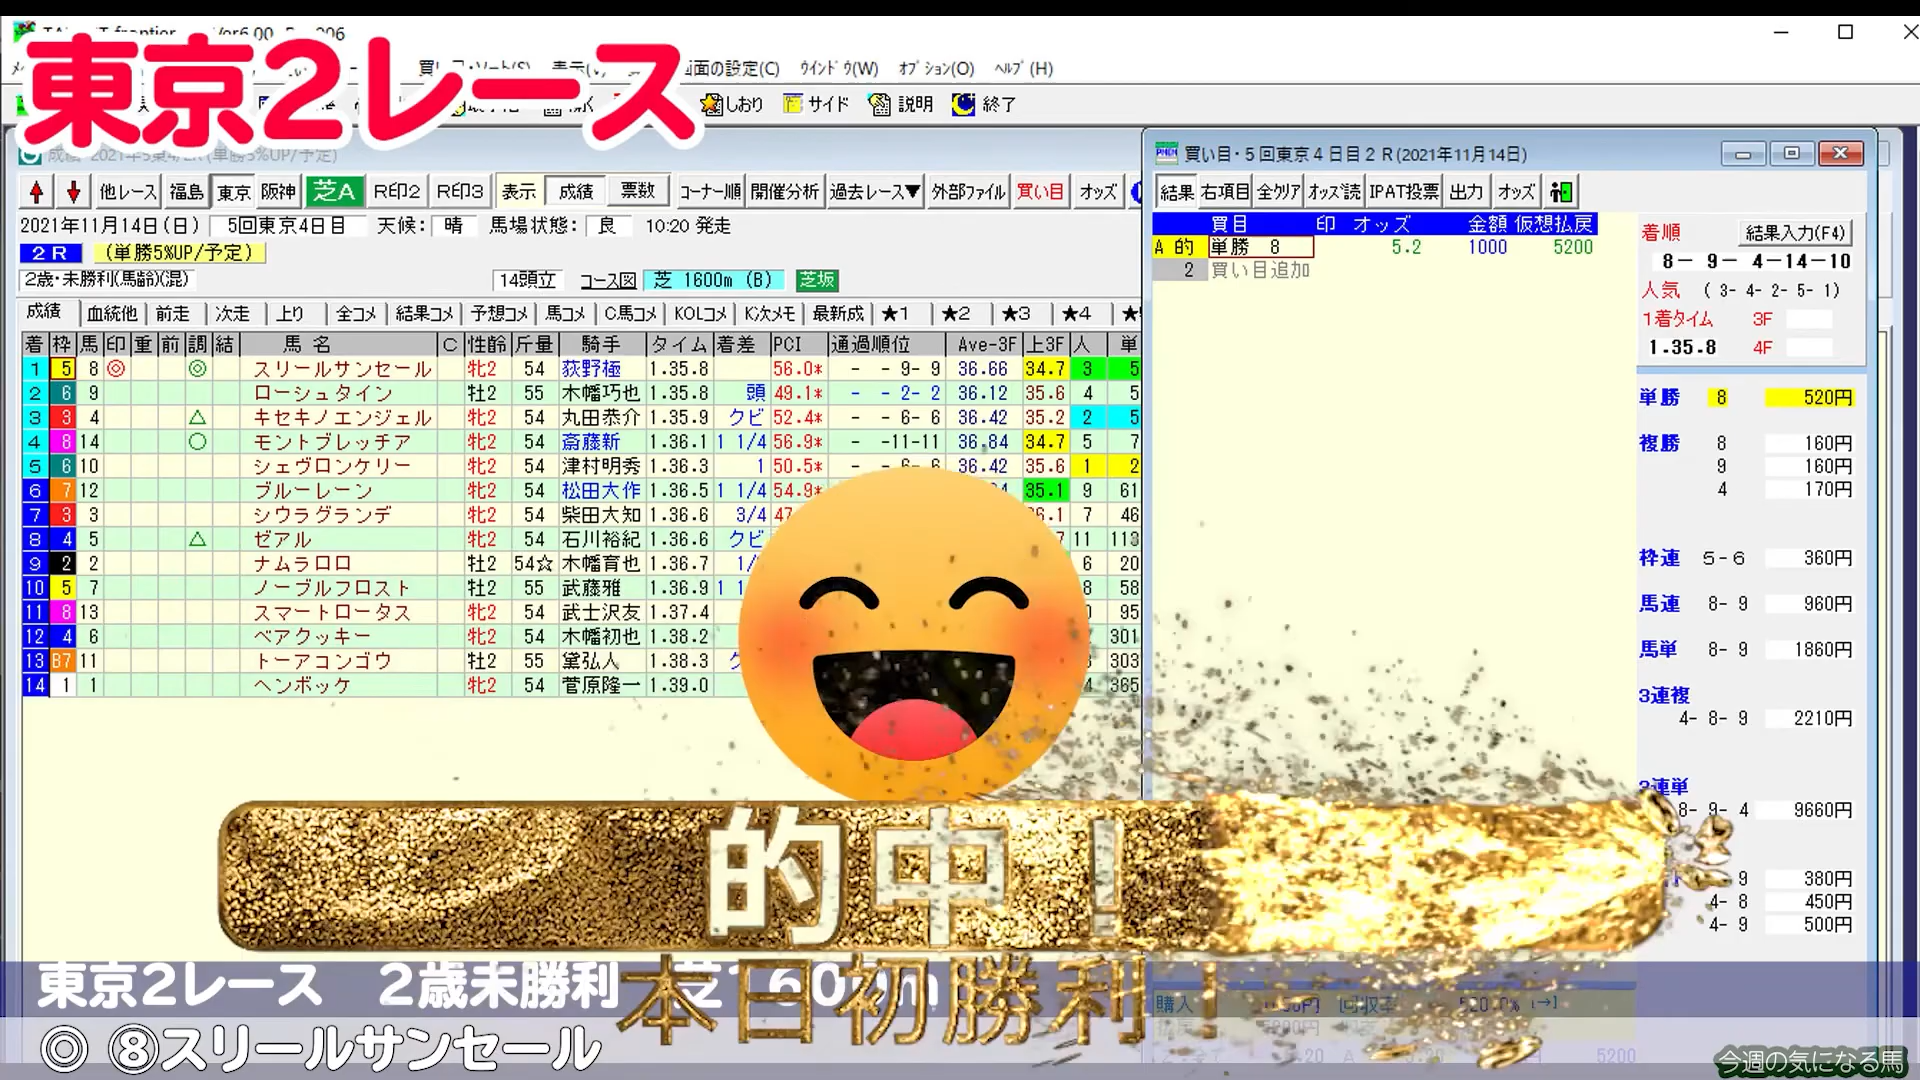 東京2レース
画面の設定(C) ｳｲﾝﾄﾞｳ(W) ｵﾌﾟｼｮﾝ(O) ﾍﾙﾌﾟ(H)
しおり サイド 説明 終了
他レース 福島 東京 阪神 芝A R印2 R印3 表示 成績 票数 コーナー順 開催分析 過去レース▼ 外部ファイル 買い目 オッズ
2021年11月14日(日) 5回東京4日目 天候: 晴 馬場状態: 良 10:20 発走
2R (単勝5%UP/予定)
2歳・未勝利(馬齢)(混) 14頭立 コース図 芝 1600m (B) 芝坂
成績 血統他 前走 次走 上り 全コメ 結果コメ 予想コメ 馬コメ C馬コメ KOLコメ K次メモ 最新成 ★1 ★2 ★3 ★4
着 枠 馬 印 重 前 調 結 馬 名 C 性齢 斤量 騎手 タイム 着差 PCI 通過順位 Ave-3F 上3F 人 単
1 5 8 ◎ ◎ スリールサンセール 牝2 54 荻野極 1.35.8 56.0* - - 9- 9 36.66 34.7 3 5
2 6 9 ローシュタイン 牡2 55 木幡巧也 1.35.8 頭 49.1* - - 2- 2 36.12 35.6 4 5
3 3 4 △ キセキノエンジェル 牝2 54 丸田恭介 1.35.9 クビ 52.4* - - 6- 6 36.42 35.2 2 5
4 8 14 ○ モントブレッチア 牝2 54 斎藤新 1.36.1 1 1/4 56.9* - -11-11 36.84 34.7 5 7
5 6 10 シェヴロンケリー 牝2 54 津村明秀 1.36.3 1 50.5* - - 6- 6 36.42 35.6 1 2
6 7 12 ブルーレーン 牝2 54 松田大作 1.36.5 1 1/4 54.9* 35.1 9 61
7 3 3 シウラグランデ 牝2 54 柴田大知 1.36.6 3/4 7 46
8 4 5 △ ゼアル 牝2 54 石川裕紀 1.36.6 クビ 11 113
9 2 2 ナムラロロ 牡2 54☆ 木幡育也 1.36.7 6 20
10 5 7 ノーブルフロスト 牡2 55 武藤雅 1.36.9 8 58
11 8 13 スマートロータス 牝2 54 武士沢友 1.37.4 95
12 4 6 ベアクッキー 牝2 54 木幡初也 1.38.2 301
13 B7 11 トーアコンゴウ 牡2 55 黛弘人 1.38.3 303
14 1 1 ヘンボッケ 牝2 54 菅原隆一 1.39.0 365
買い目・5回東京4日目2R(2021年11月14日)
結果 右項目 全クリア オッズ読 IPAT投票 出力 オッズ
買目 印 オッズ 金額 仮想払戻
A 的 単勝 8 5.2 1000 5200
2 買い目追加
着順 結果入力(F4)
8- 9- 4-14-10
人気 ( 3- 4- 2- 5- 1)
1着タイム 3F
1.35.8 4F
単勝 8 520円
複勝 8 160円
9 160円
4 170円
枠連 5-6 360円
馬連 8- 9 960円
馬単 8- 9 1860円
3連複
4- 8- 9 2210円
3連単
8- 9- 4 9660円
9 380円
4- 8 450円
4- 9 500円
的中！
本日初勝利！
東京2レース 2歳未勝利
◎ ⑧スリールサンセール
購入
5200
今週の気になる馬